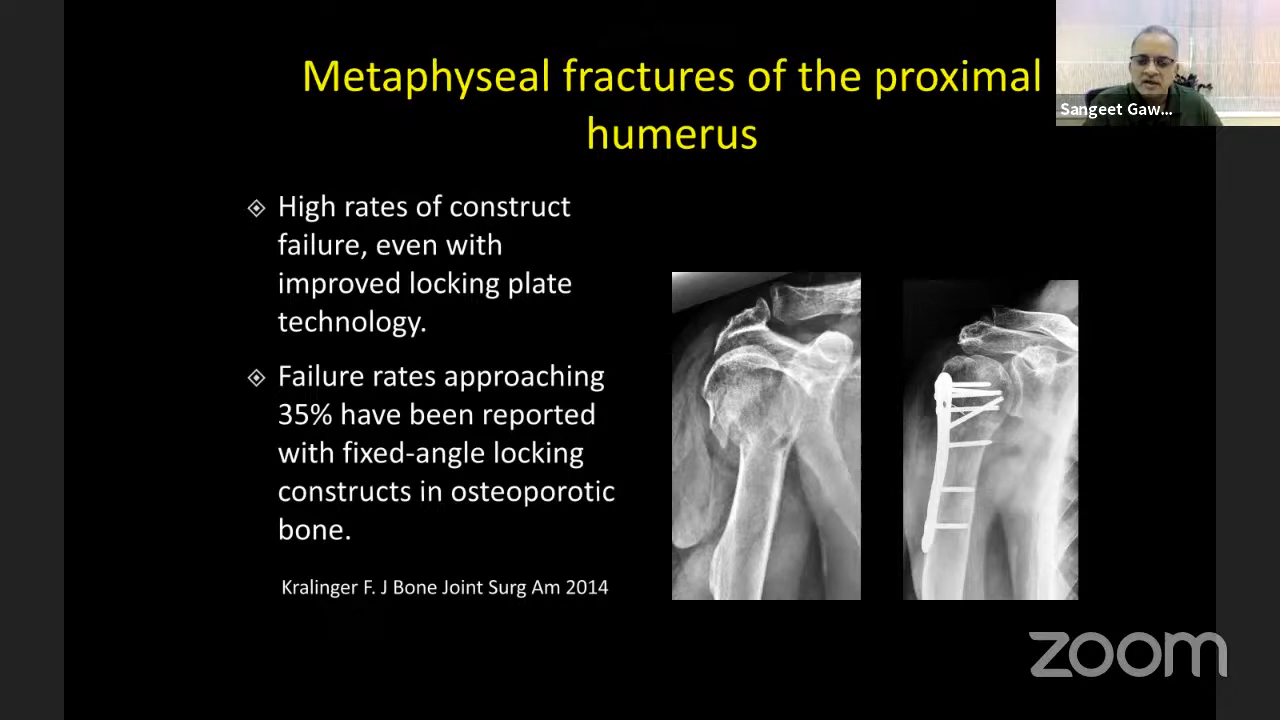 Metaphyseal fractures of the proximal
humerus
Sangeet Gaw...
High rates of construct
failure, even with
improved locking plate
technology.
Failure rates approaching
35% have been reported
with fixed-angle locking
constructs in osteoporotic
bone.
Kralinger F. J Bone Joint Surg Am 2014
zoom